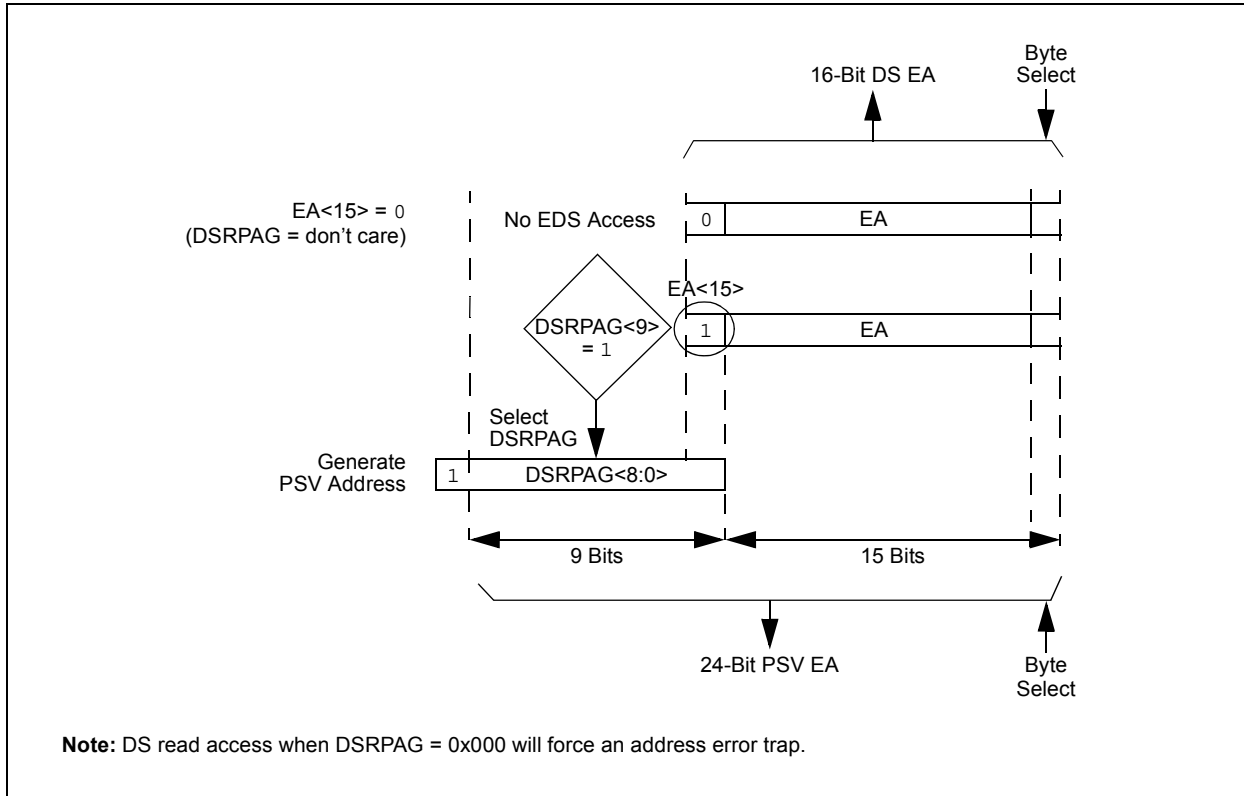 Byte
Select
16-Bit DS EA
EA<15> = 0
(DSRPAG = don't care)
No EDS Access
0
EA
EA<15>
DSRPAG<9>
= 1
1
EA
Select
DSRPAG
Generate
PSV Address
1
DSRPAG<8:0>
9 Bits
15 Bits
24-Bit PSV EA
Byte
Select
Note: DS read access when DSRPAG = 0x000 will force an address error trap.